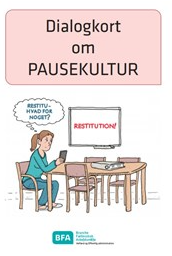 Dialogkort
om
PAUSEKULTUR
RESTITU-
HVAD FOR
NOGET?
RESTITUTION!
BFA